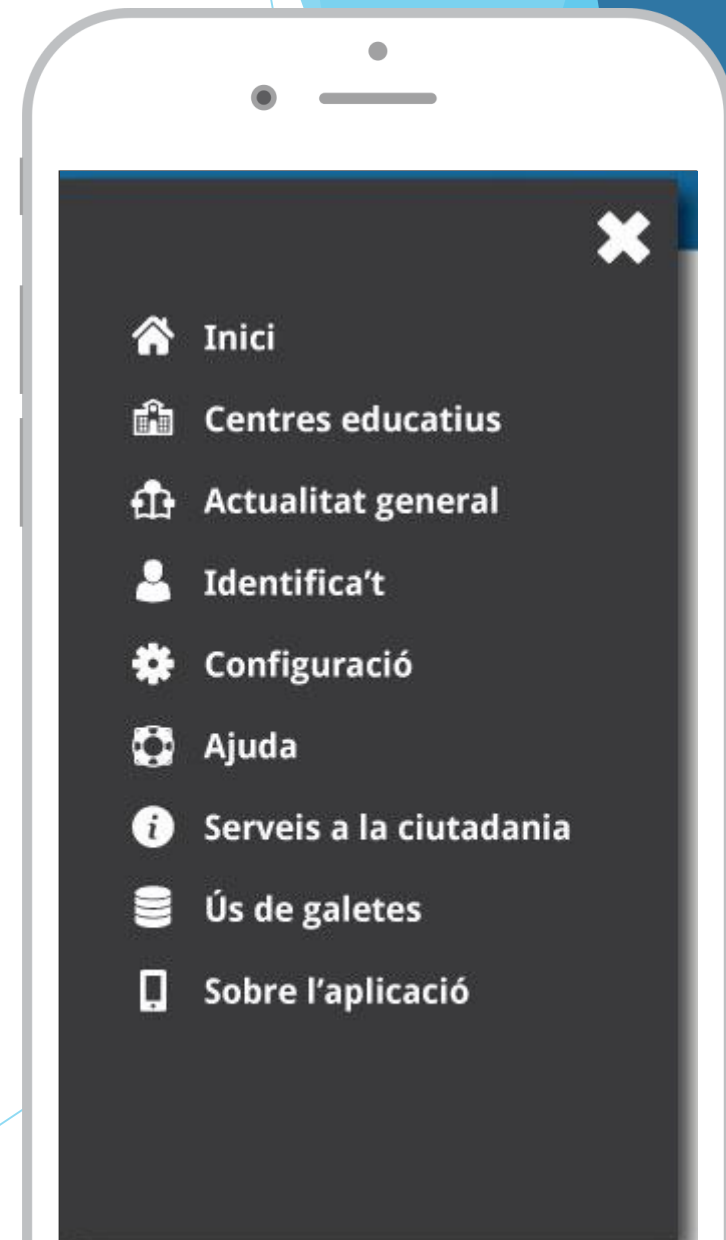 Inici
Centres educatius
Actualitat general
Identifica’t
Configuració
Ajuda
Serveis a la ciutadania
Ús de galetes
Sobre l’aplicació